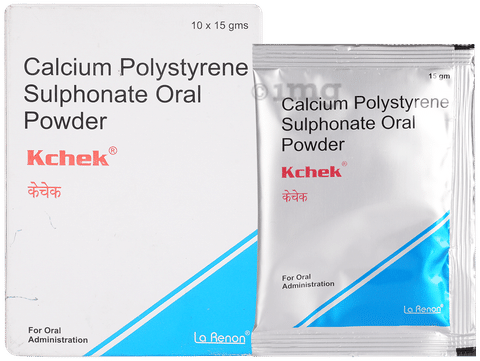 10 x 15 gms
Calcium Polystyrene
Sulphonate Oral
Powder
Kchek®
केचेक
For Oral
Administration
La Renon®
15 gm
Calcium Polystyrene
Sulphonate Oral
Powder
Kchek®
केचेक
For Oral
Administration
La Renon®